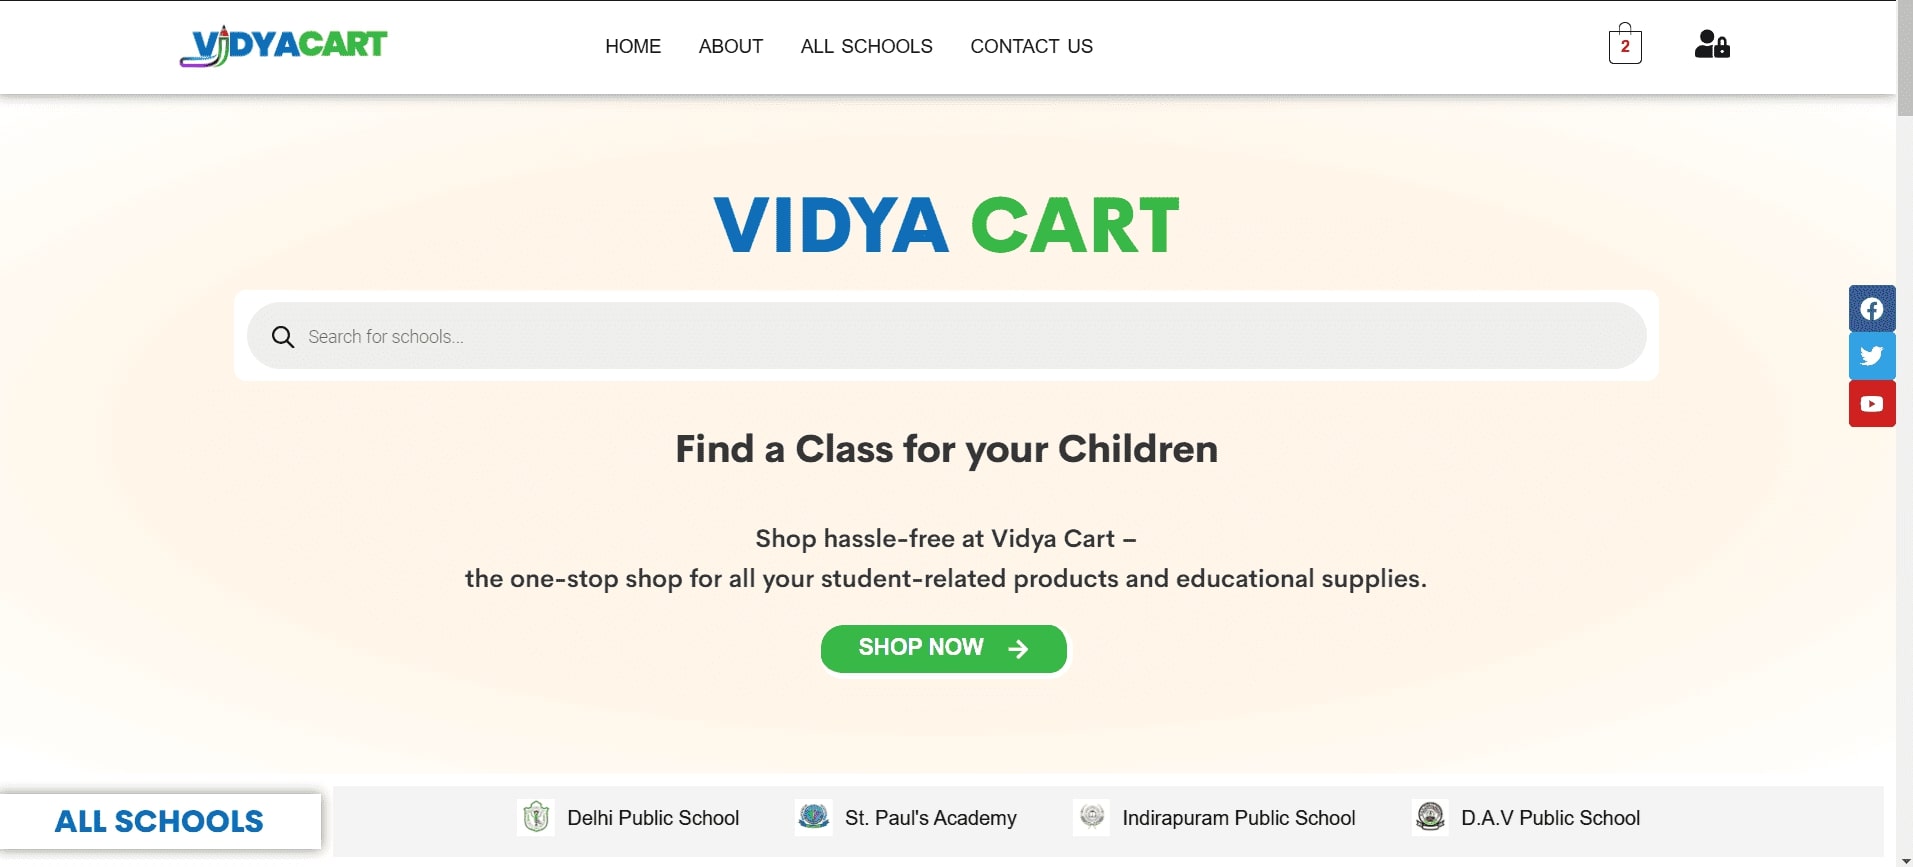 VIDYACART
HOME ABOUT ALL SCHOOLS CONTACT US
2
VIDYA CART
Search for schools...
Find a Class for your Children
Shop hassle-free at Vidya Cart –
the one-stop shop for all your student-related products and educational supplies.
SHOP NOW
ALL SCHOOLS
Delhi Public School St. Paul's Academy Indirapuram Public School D.A.V Public School